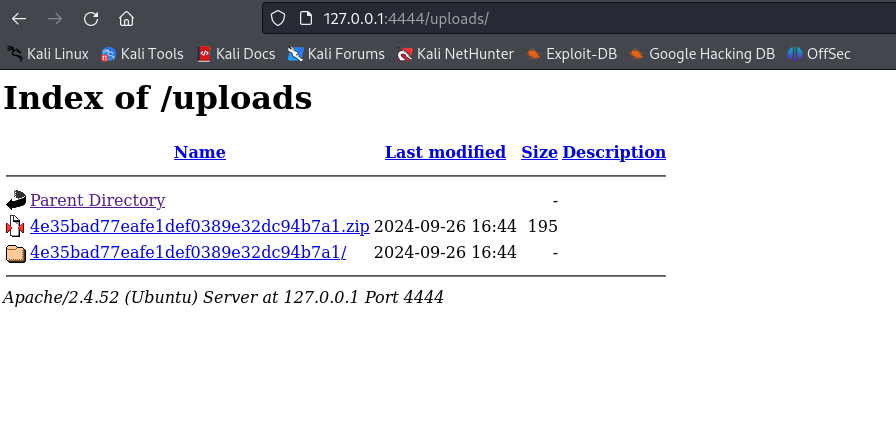 127.0.0.1:4444/uploads/
Kali Linux Kali Tools Kali Docs Kali Forums Kali NetHunter Exploit-DB Google Hacking DB OffSec
Index of /uploads
Name Last modified Size Description
Parent Directory -
4e35bad77eafe1def0389e32dc94b7a1.zip 2024-09-26 16:44 195
4e35bad77eafe1def0389e32dc94b7a1/ 2024-09-26 16:44 -
Apache/2.4.52 (Ubuntu) Server at 127.0.0.1 Port 4444